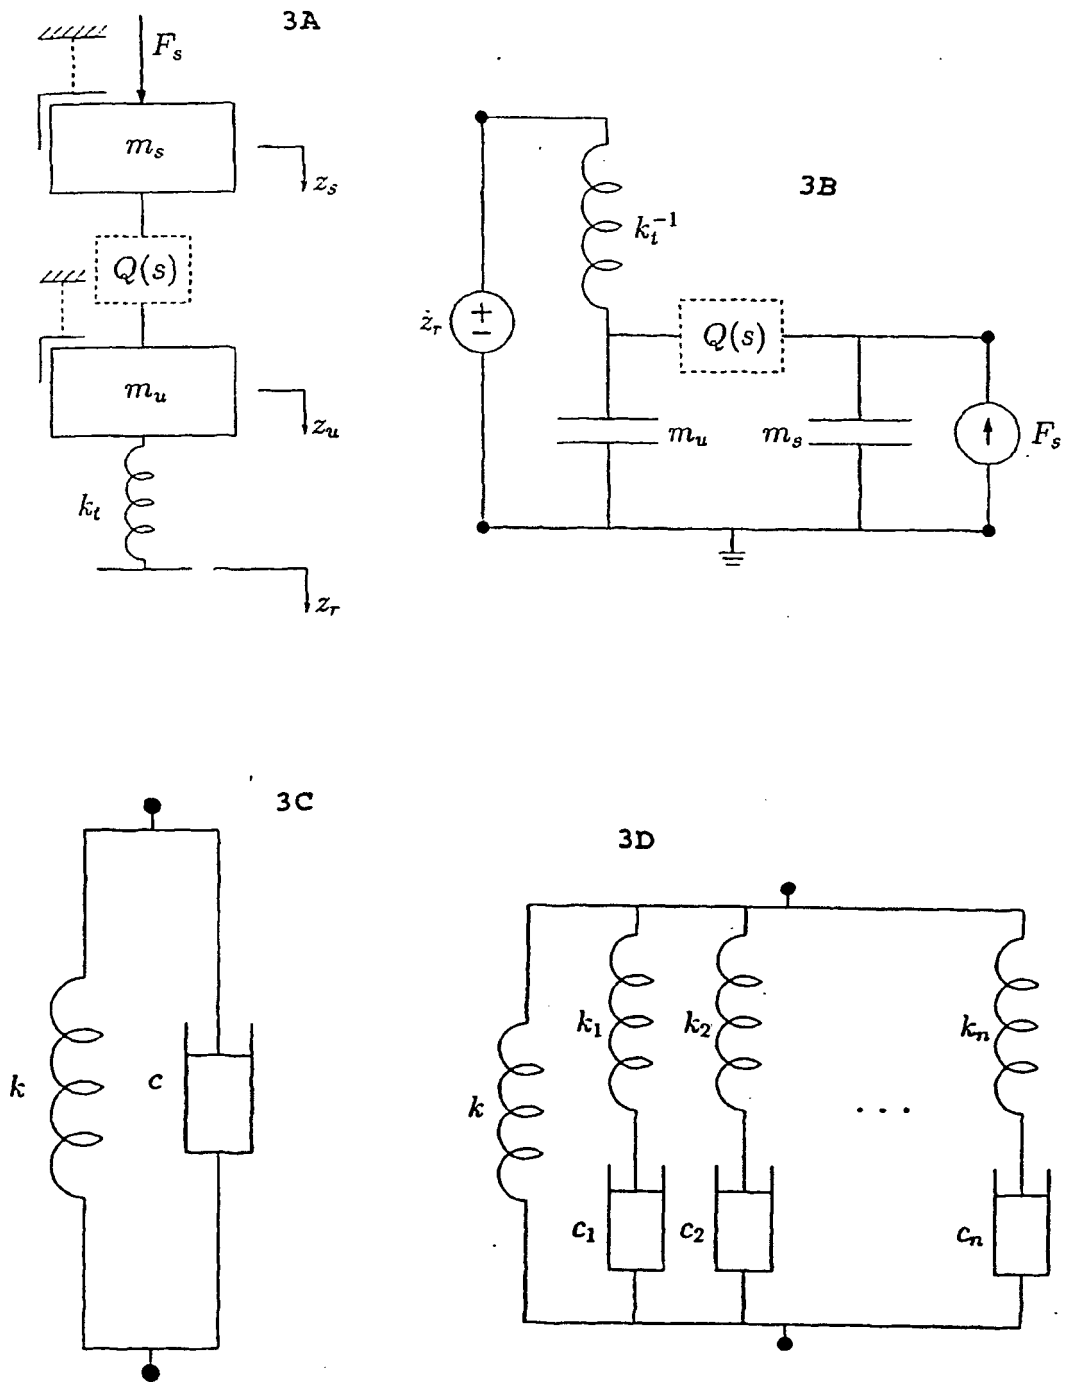 3A
F_s
m_s
z_s
Q(s)
m_u
z_u
k_t
z_r
3B
k_t^{-1}
ż_r
+
−
Q(s)
m_u
m_s
F_s
3C
k
c
3D
k
k_1
k_2
k_n
. . .
c_1
c_2
c_n